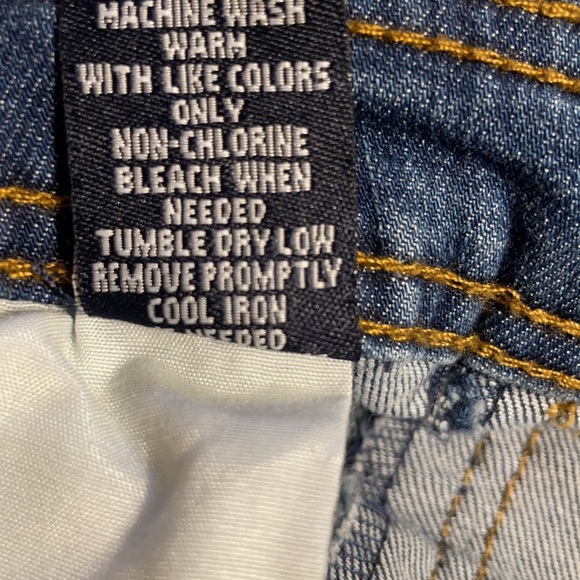 MACHINE WASH
WARM
WITH LIKE COLORS
ONLY
NON-CHLORINE
BLEACH WHEN
NEEDED
TUMBLE DRY LOW
REMOVE PROMPTLY
COOL IRON
NEEDED